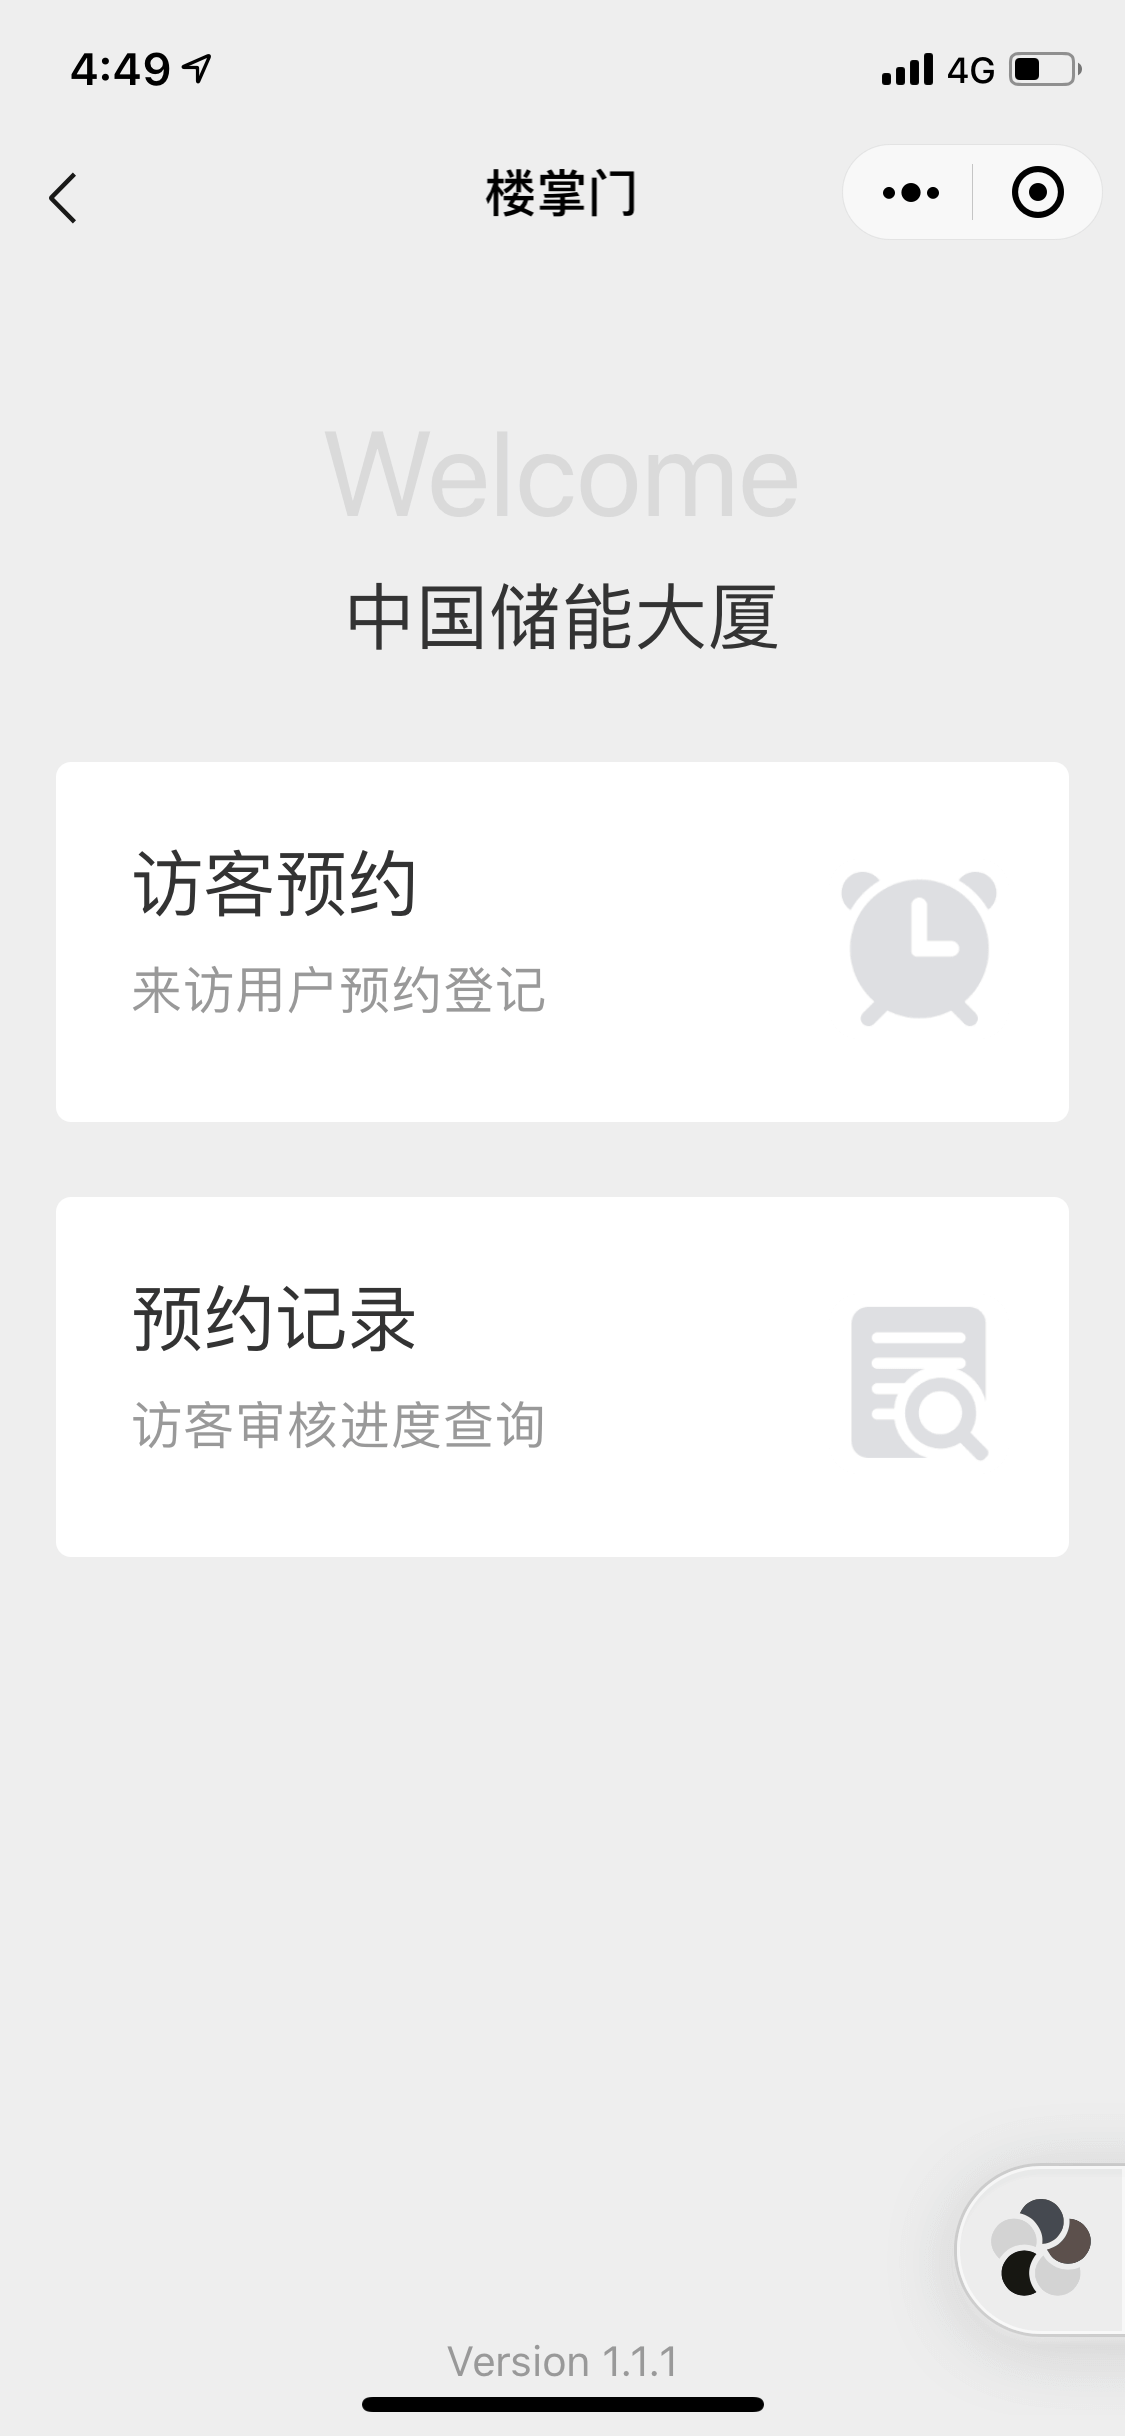 4:49
4G
楼掌门
Welcome
中国储能大厦
访客预约
来访用户预约登记
预约记录
访客审核进度查询
Version 1.1.1